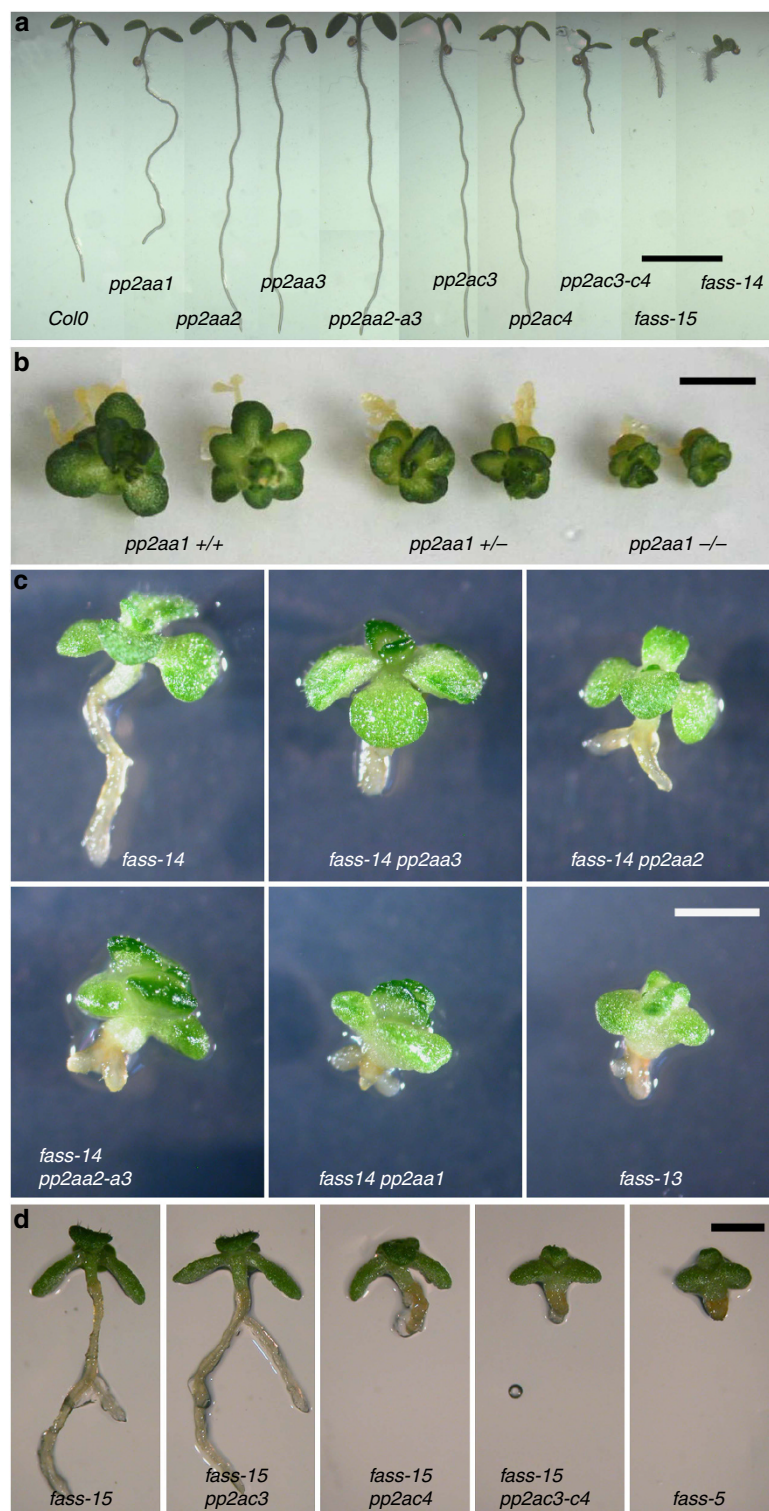 a
pp2aa1
pp2aa3
pp2ac3
pp2ac3-c4
fass-14
Col0
pp2aa2
pp2aa2-a3
pp2ac4
fass-15
b
pp2aa1 +/+
pp2aa1 +/–
pp2aa1 –/–
c
fass-14
fass-14 pp2aa3
fass-14 pp2aa2
fass-14
pp2aa2-a3
fass14 pp2aa1
fass-13
d
fass-15
fass-15
pp2ac3
fass-15
pp2ac4
fass-15
pp2ac3-c4
fass-5